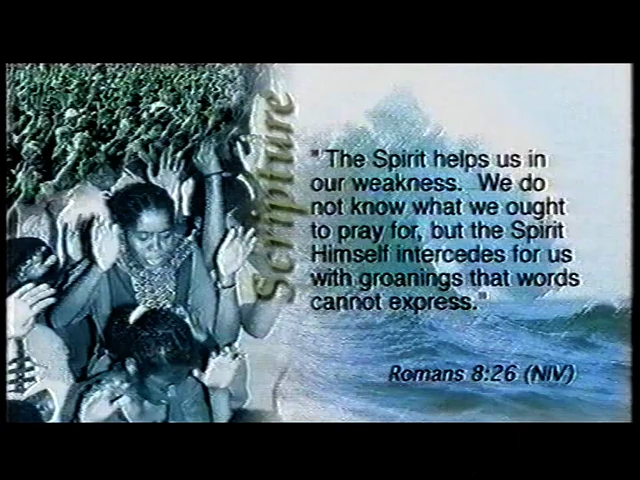 Scripture
"The Spirit helps us in
our weakness. We do
not know what we ought
to pray for, but the Spirit
Himself intercedes for us
with groanings that words
cannot express."
Romans 8:26 (NIV)